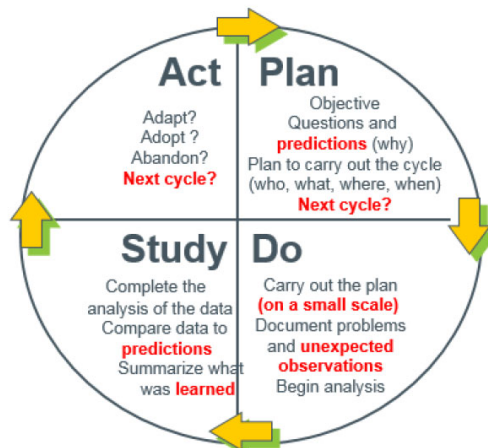 Act
Adapt?
Adopt ?
Abandon?
Next cycle?
Plan
Objective
Questions and
predictions (why)
Plan to carry out the cycle
(who, what, where, when)
Next cycle?
Study
Complete the
analysis of the data
Compare data to
predictions
Summarize what
was learned
Do
Carry out the plan
(on a small scale)
Document problems
and unexpected
observations
Begin analysis